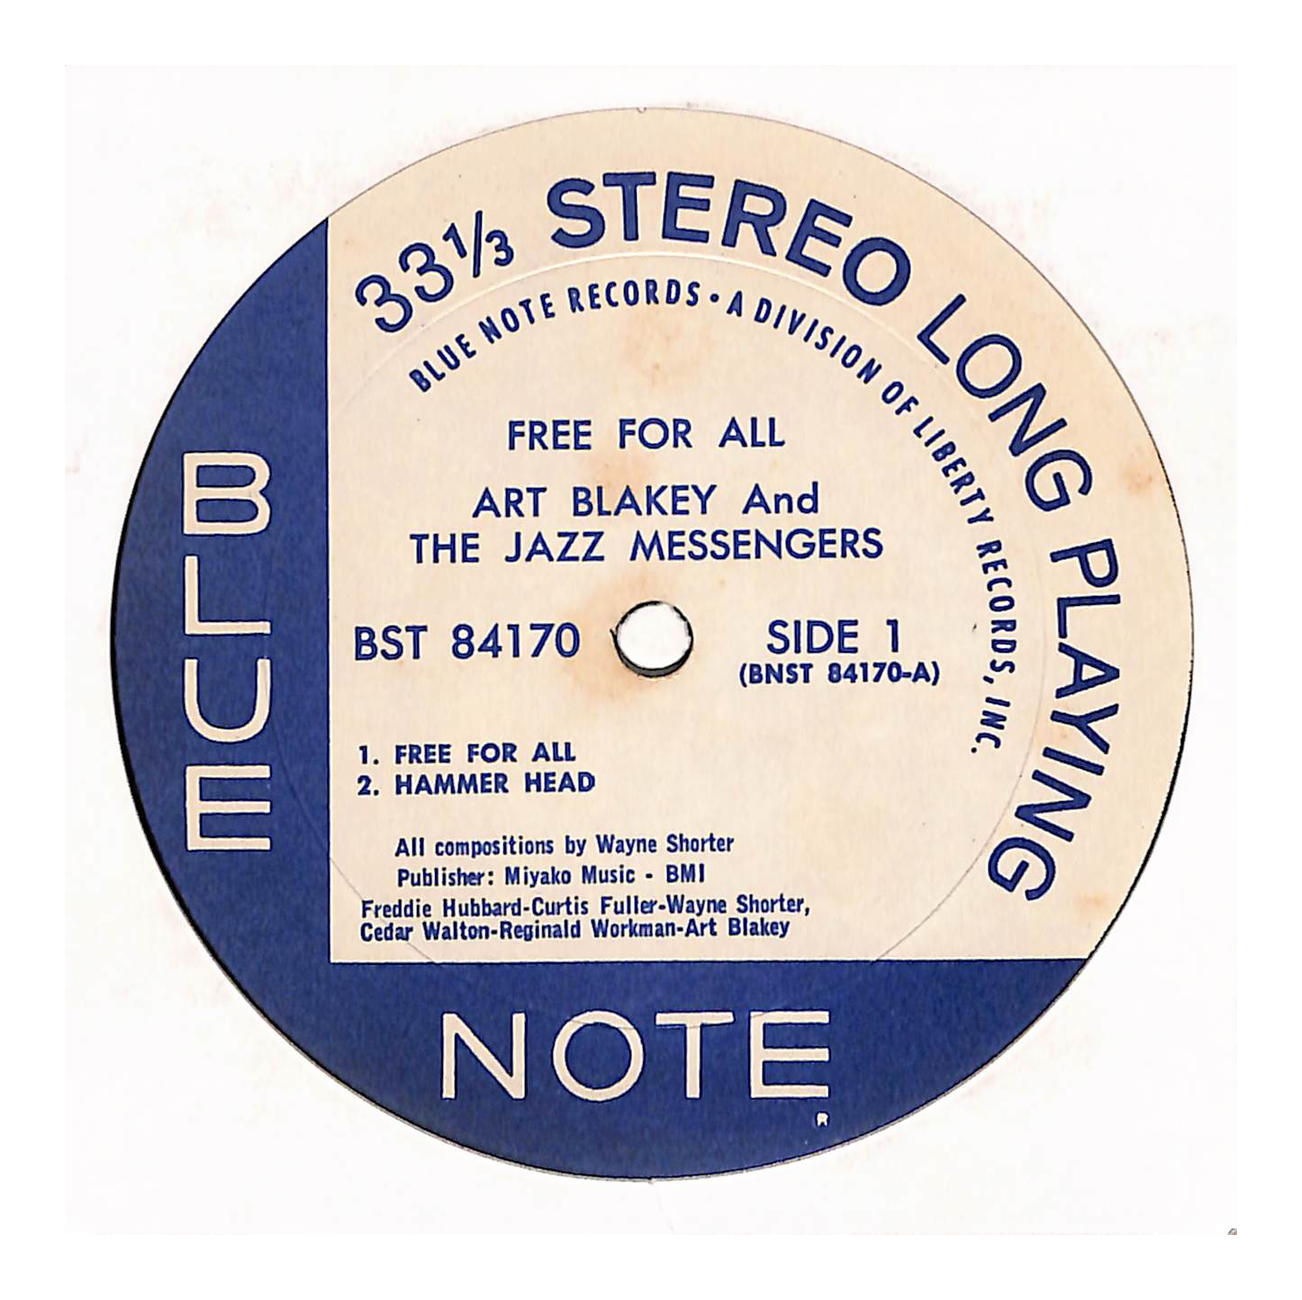 33 1/3 STEREO LONG PLAYING
BLUE NOTE RECORDS • A DIVISION OF LIBERTY RECORDS, INC.
FREE FOR ALL
ART BLAKEY And
THE JAZZ MESSENGERS
BST 84170
SIDE 1
(BNST 84170-A)
1. FREE FOR ALL
2. HAMMER HEAD
All compositions by Wayne Shorter
Publisher: Miyako Music - BMI
Freddie Hubbard-Curtis Fuller-Wayne Shorter,
Cedar Walton-Reginald Workman-Art Blakey
BLUE
NOTE
R